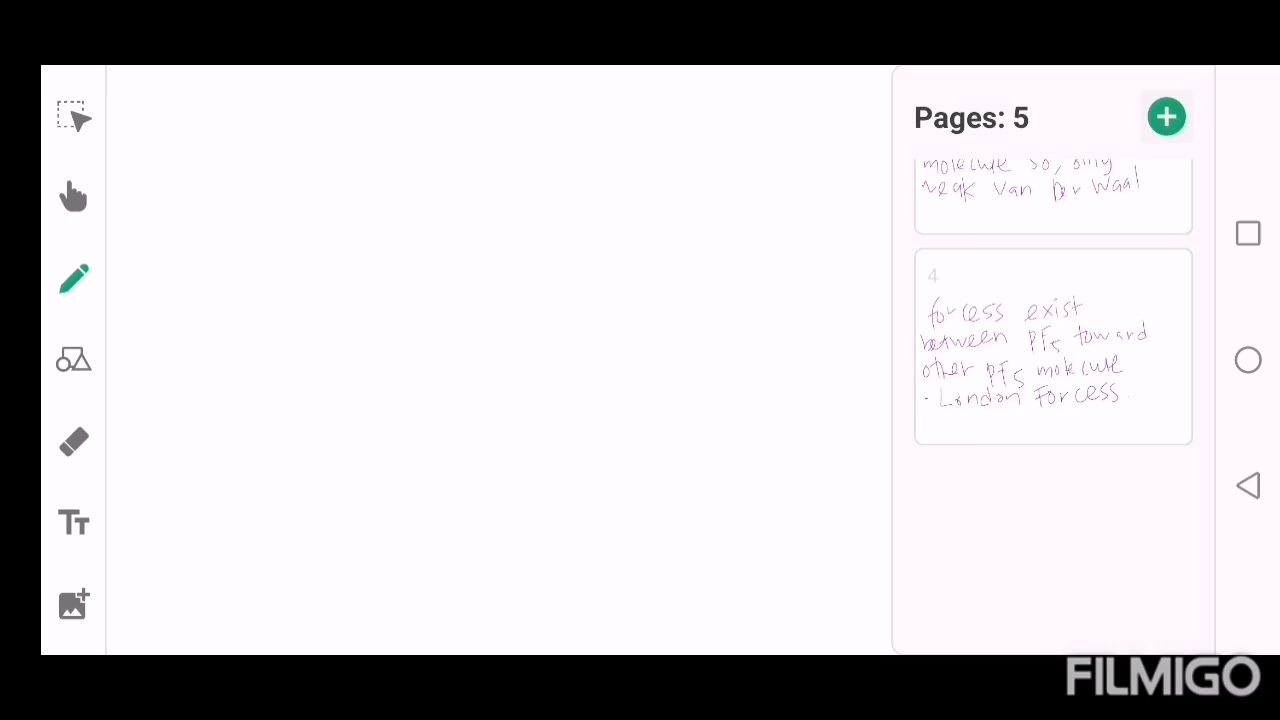 Pages: 5
molecule so, only
weak Van Der Waal
4
forcess exist
between PF5 toward
other PF5 molecule
. London Forcess.
TT
FILMIGO